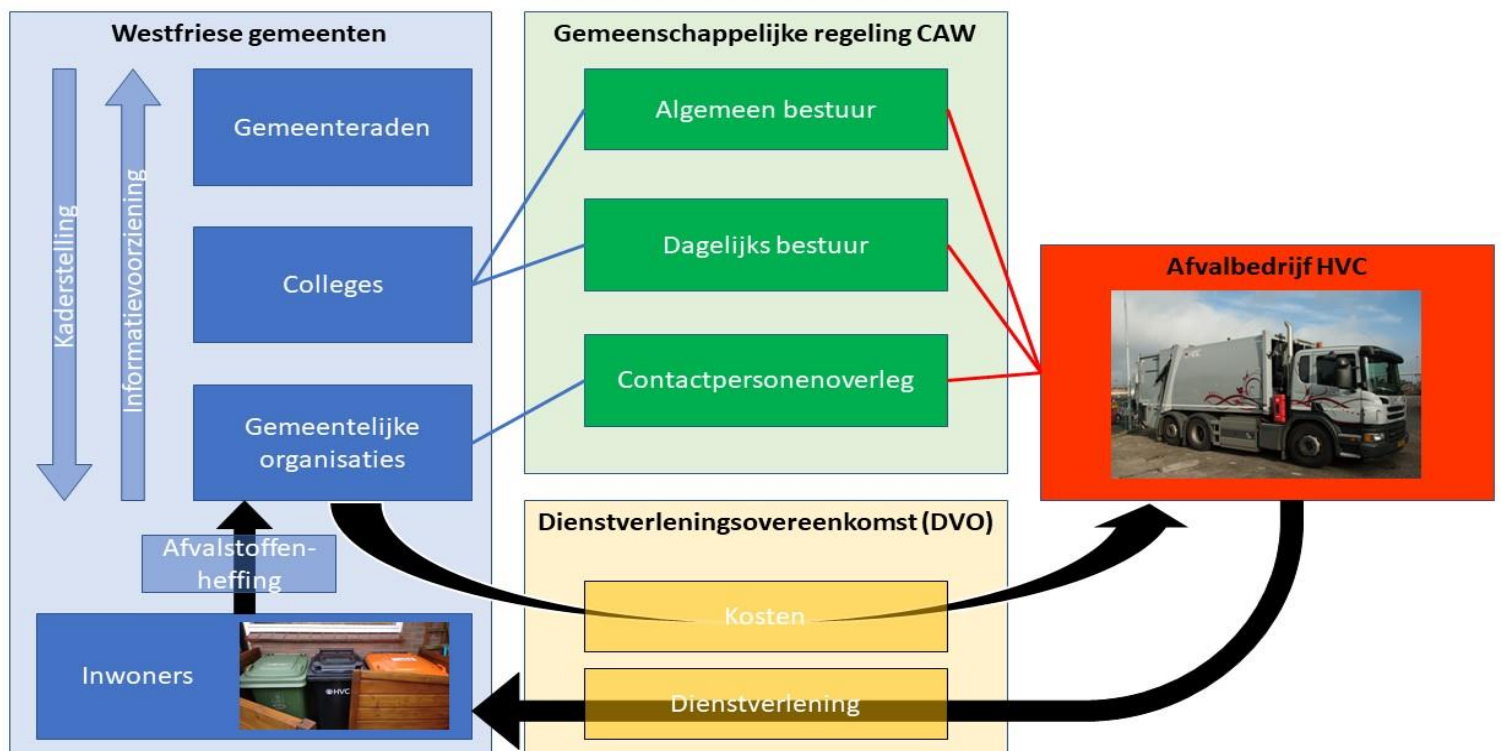 Westfriese gemeenten
Kaderstelling
Informatievoorziening
Gemeenteraden
Colleges
Gemeentelijke
organisaties
Afvalstoffen-
heffing
Inwoners
HVC
Gemeenschappelijke regeling CAW
Algemeen bestuur
Dagelijks bestuur
Contactpersonenoverleg
Dienstverleningsovereenkomst (DVO)
Kosten
Dienstverlening
Afvalbedrijf HVC